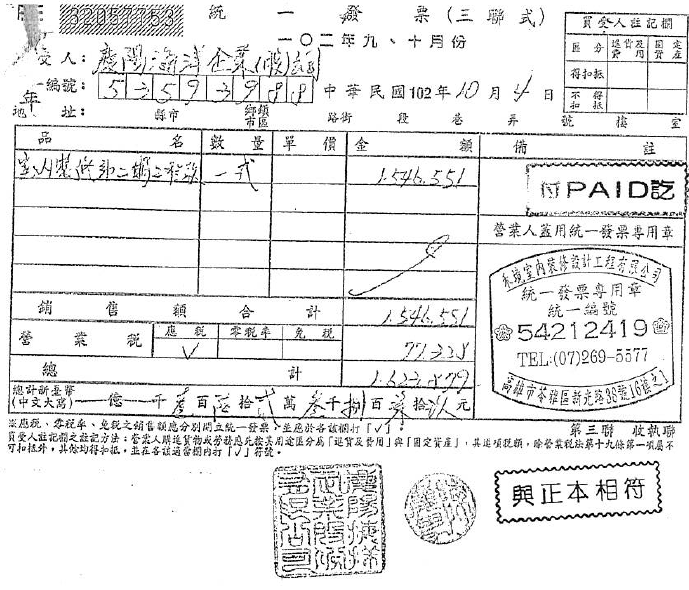 32057753
統一發票(三聯式)
一〇二年九、十月份
買受人註記欄
區分 進貨及費用 固定資產
得扣抵
不得扣抵
受人: 慶陽海洋企業(股)公司
一編號: 53593988
中華民國102年10月4日
地址: 縣市 鄉鎮市區 路街 段 巷 弄 號 樓 室
品名 數量 單價 金額 備註
室內裝修第二期工程款 一式 1,546,551
付PAID訖
營業人蓋用統一發票專用章
室內裝修設計工程有限公司
統一發票專用章
統一編號
54212419
TEL:(07)269-5577
高雄市苓雅區新光路38號16樓之1
銷售額合計 1,546,551
營業稅 應稅 零稅率 免稅
✓ 77,328
總計 1,623,879
總計新臺幣(中文大寫) 億 千 壹百陸拾貳萬參千捌百柒拾玖元
※應稅、零稅率、免稅之銷售額應分別開立統一發票,並應於各該欄打「✓」。
第三聯 收執聯
買受人註記欄之註記方法:營業人購進貨物或勞務應先按其用途區分為「進貨及費用」與「固定資產」,其進項稅額,除營業稅法第十九條第一項屬不
可扣抵外,其餘均得扣抵,並在各該適當欄內打「✓」符號。
與正本相符